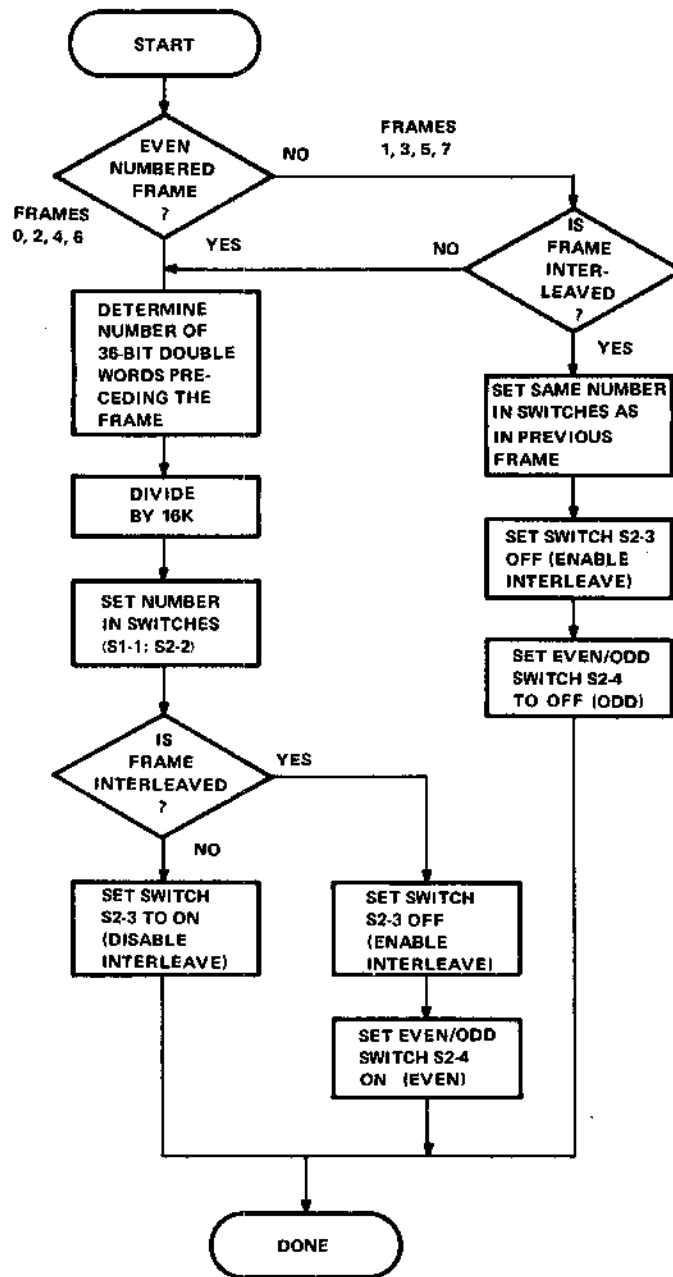 START
EVEN
NUMBERED
FRAME
?
NO
FRAMES
1, 3, 5, 7
FRAMES
0, 2, 4, 6
YES
NO
IS
FRAME
INTER-
LEAVED
?
YES
DETERMINE
NUMBER OF
36-BIT DOUBLE
WORDS PRE-
CEDING THE
FRAME
SET SAME NUMBER
IN SWITCHES AS
IN PREVIOUS
FRAME
DIVIDE
BY 16K
SET SWITCH S2-3
OFF (ENABLE
INTERLEAVE)
SET NUMBER
IN SWITCHES
(S1-1: S2-2)
SET EVEN/ODD
SWITCH S2-4
TO OFF (ODD)
IS
FRAME
INTERLEAVED
?
YES
NO
SET SWITCH
S2-3 TO ON
(DISABLE
INTERLEAVE)
SET SWITCH
S2-3 OFF
(ENABLE
INTERLEAVE)
SET EVEN/ODD
SWITCH S2-4
ON (EVEN)
DONE